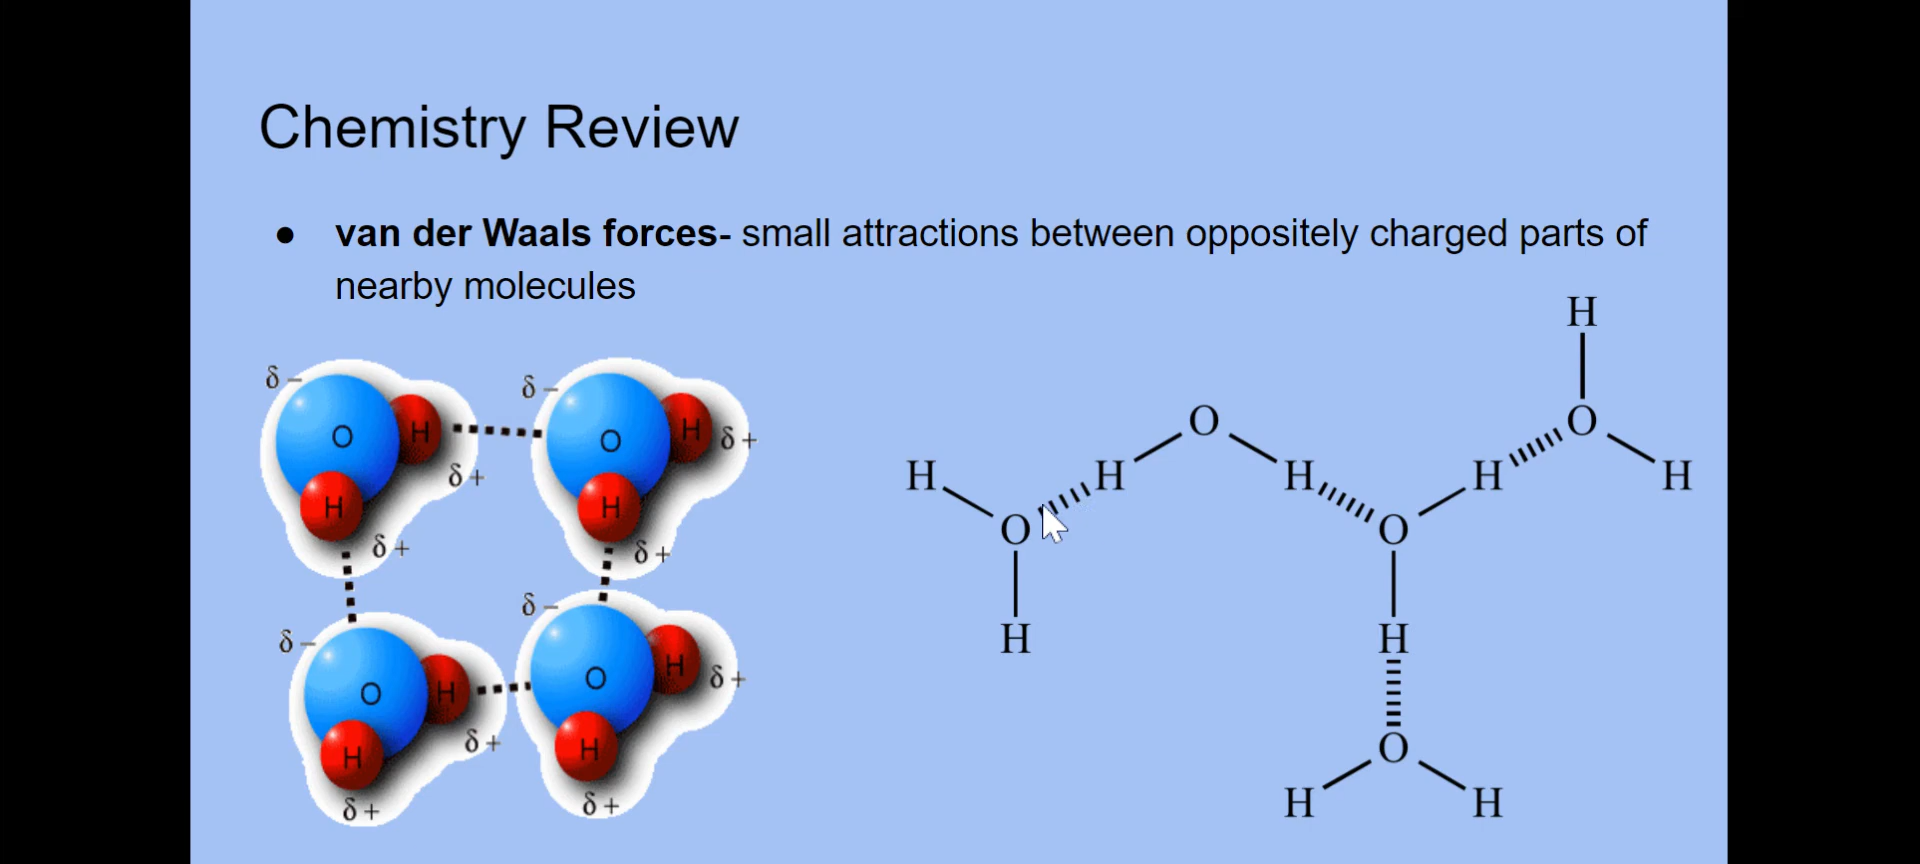 Chemistry Review
● van der Waals forces- small attractions between oppositely charged parts of
nearby molecules
δ − O H δ + H δ +
δ − O H δ + H δ +
δ − O H δ + H δ +
δ − O H δ + H δ +
H
O O
H H H H H
O O
H H
O
H H